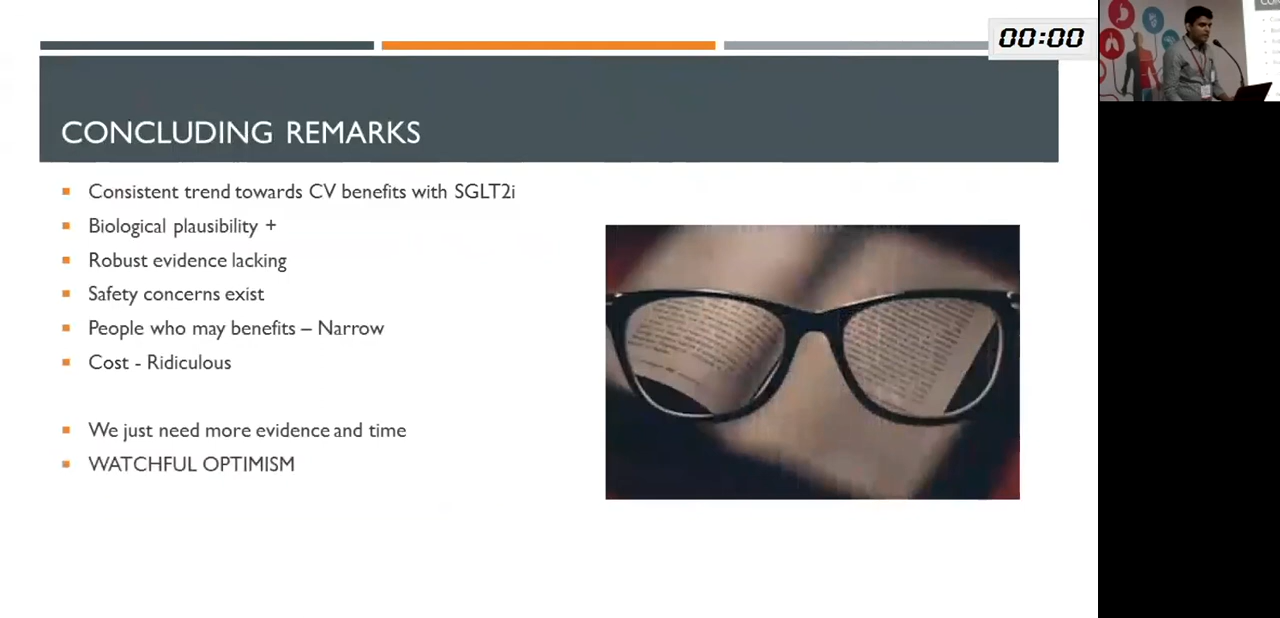 00:00
CONCLUDING REMARKS
Consistent trend towards CV benefits with SGLT2i
Biological plausibility +
Robust evidence lacking
Safety concerns exist
People who may benefits – Narrow
Cost - Ridiculous
We just need more evidence and time
WATCHFUL OPTIMISM